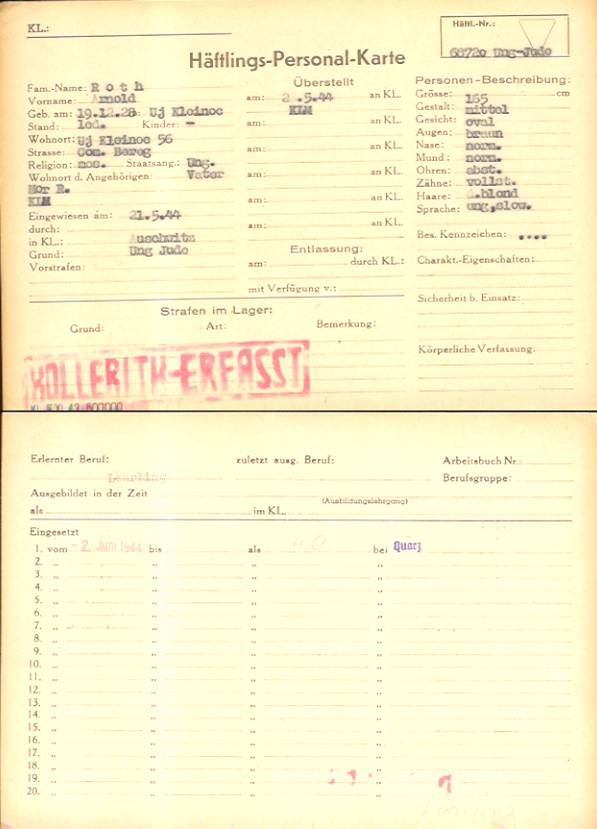 KL.:
Häftl.-Nr.:
68720 Ung-Jude
Häftlings-Personal-Karte
Fam.-Name: R o t h
Vorname: Arnold
Geb. am: 19.12.28: Uj Kleinoc
Stand: led. Kinder: -
Wohnort: Uj Kleinoc 56
Strasse: Com. Bereg
Religion: mos. Staatsang.: Ung.
Wohnort d. Angehörigen: Vater
Mor R.
KLM
Eingewiesen am: 21.5.44
durch:
in KL.: Auschwitz
Grund: Ung Jude
Vorstrafen:
Überstellt
am: 2 .5.44 an KL.
KLM
am: an KL.
am: an KL.
am: an KL.
am: an KL.
am: an KL.
Entlassung:
am: durch KL.:
mit Verfügung v.:
Personen-Beschreibung:
Grösse: 165 cm
Gestalt: mittel
Gesicht: oval
Augen: braun
Nase: norm.
Mund: norm.
Ohren: abst.
Zähne: vollst.
Haare: d.blond
Sprache: ung,slow.
Bes. Kennzeichen: ....
Charakt.-Eigenschaften:
Sicherheit b. Einsatz:
Körperliche Verfassung:
Strafen im Lager:
Grund: Art: Bemerkung:
HOLLERITH-ERFASST
Erlernter Beruf: zuletzt ausg. Beruf: Arbeitsbuch Nr.:
Lehrling Berufsgruppe:
Ausgebildet in der Zeit
(Ausbildungslehrgang)
als im KL.
Eingesetzt
1. vom - 2. Juni 1944 bis als H.A. bei Quarz
2. " " " "
3. " " " "
4. " " " "
5. " " " "
6. " " " "
7. " " " "
8. " " " "
9. " " " "
10. " " " "
11. " " " "
12. " " " "
13. " " " "
14. " " " "
15. " " " "
16. " " " "
17. " " " "
18. " " " "
19. " " " "
20. " " " "